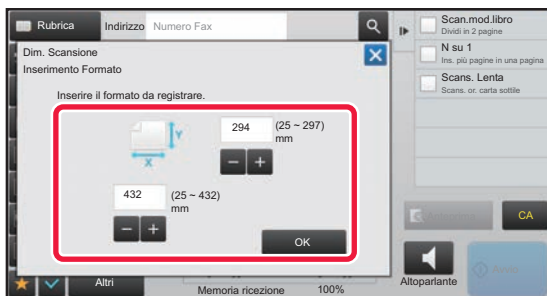 Rubrica
Indirizzo
Numero Fax
Scan.mod.libro
Dividi in 2 pagine
N su 1
Ins. più pagine in una pagina
Scans. Lenta
Scans. or. carta sottile
Dim. Scansione
Inserimento Formato
Inserire il formato da registrare.
Y
X
294
(25 ~ 297)
mm
432
(25 ~ 432)
mm
OK
CA
Altri
Memoria ricezione
100%
Altoparlante